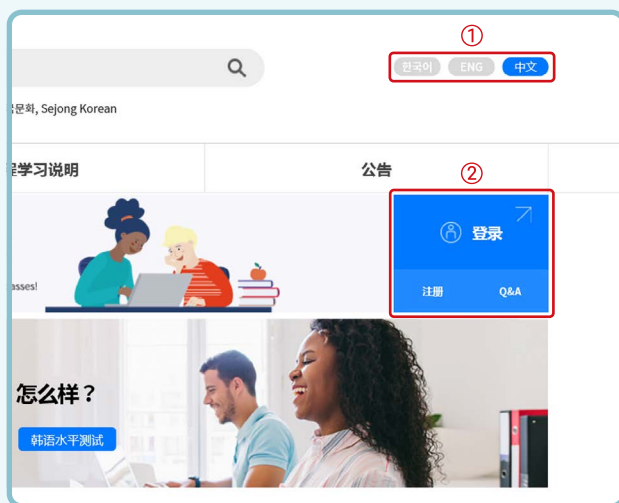 ①
한국어 ENG 中文
문화, Sejong Korean
学习说明
公告
②
登录
asses!
注册 Q&A
怎么样？
韩语水平测试